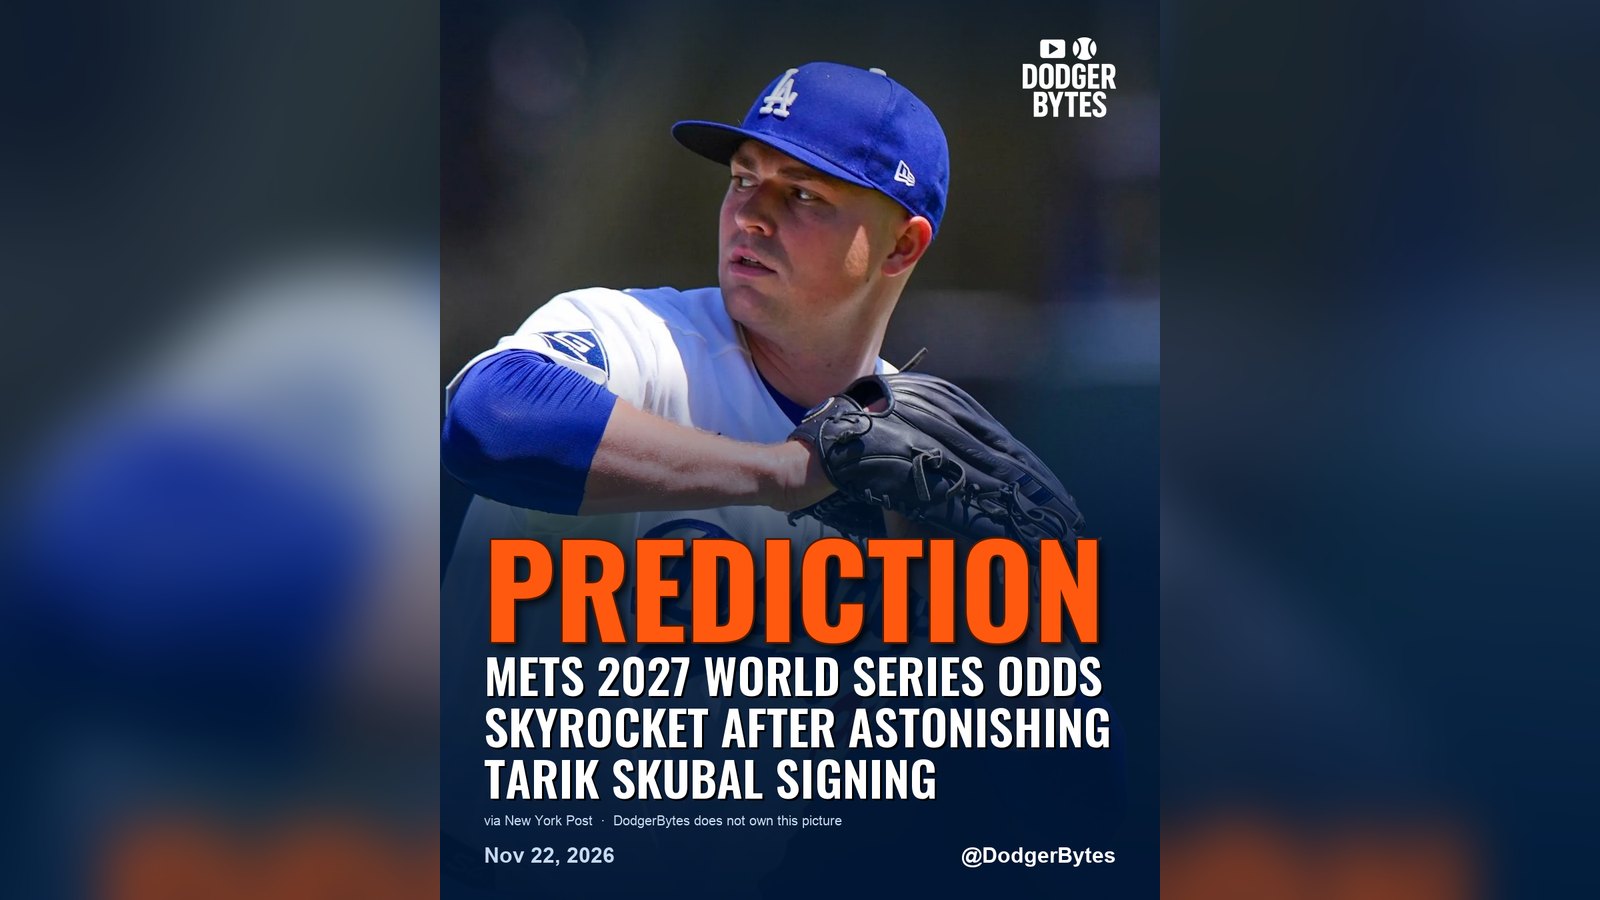 DODGER
BYTES
LA
PREDICTION
METS 2027 WORLD SERIES ODDS
SKYROCKET AFTER ASTONISHING
TARIK SKUBAL SIGNING
via New York Post · DodgerBytes does not own this picture
Nov 22, 2026
@DodgerBytes